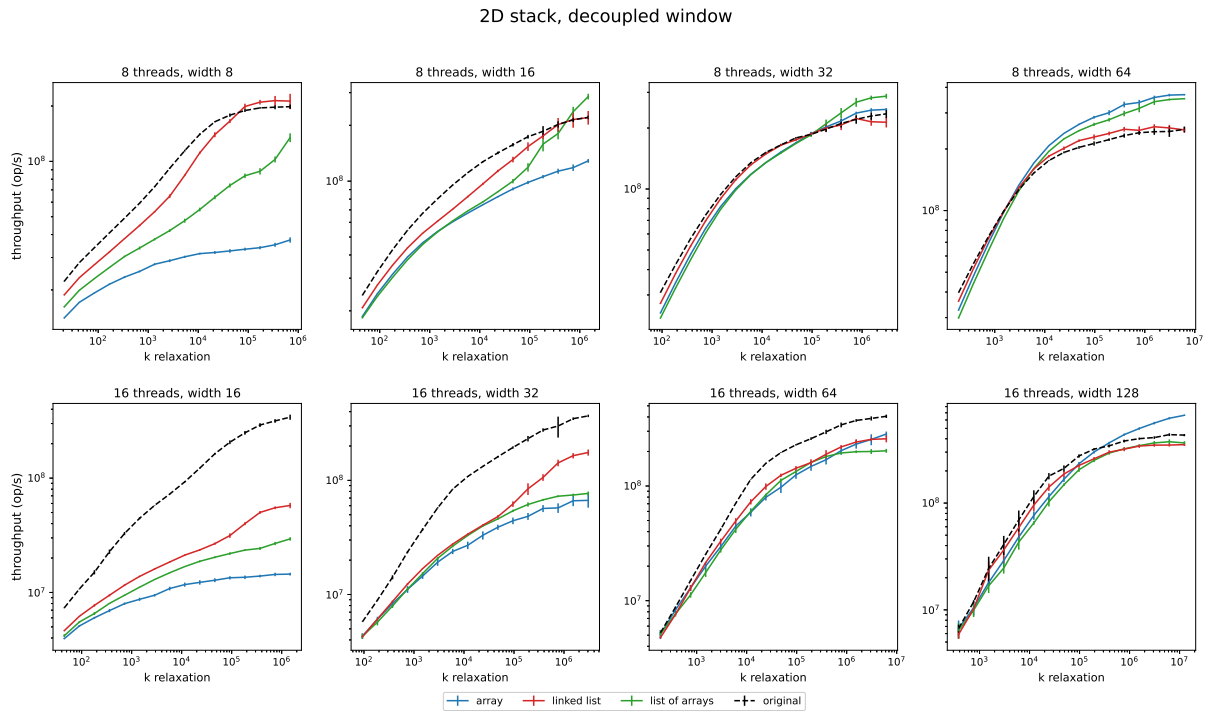 2D stack, decoupled window
8 threads, width 8
8 threads, width 16
8 threads, width 32
8 threads, width 64
throughput (op/s)
10^8
10^8
10^8
10^8
10^2 10^3 10^4 10^5 10^6
10^2 10^3 10^4 10^5 10^6
10^2 10^3 10^4 10^5 10^6
10^3 10^4 10^5 10^6 10^7
k relaxation
k relaxation
k relaxation
k relaxation
16 threads, width 16
16 threads, width 32
16 threads, width 64
16 threads, width 128
throughput (op/s)
10^8
10^7
10^8
10^7
10^8
10^7
10^8
10^7
10^2 10^3 10^4 10^5 10^6
10^2 10^3 10^4 10^5 10^6
10^3 10^4 10^5 10^6 10^7
10^3 10^4 10^5 10^6 10^7
k relaxation
k relaxation
k relaxation
k relaxation
array linked list list of arrays original